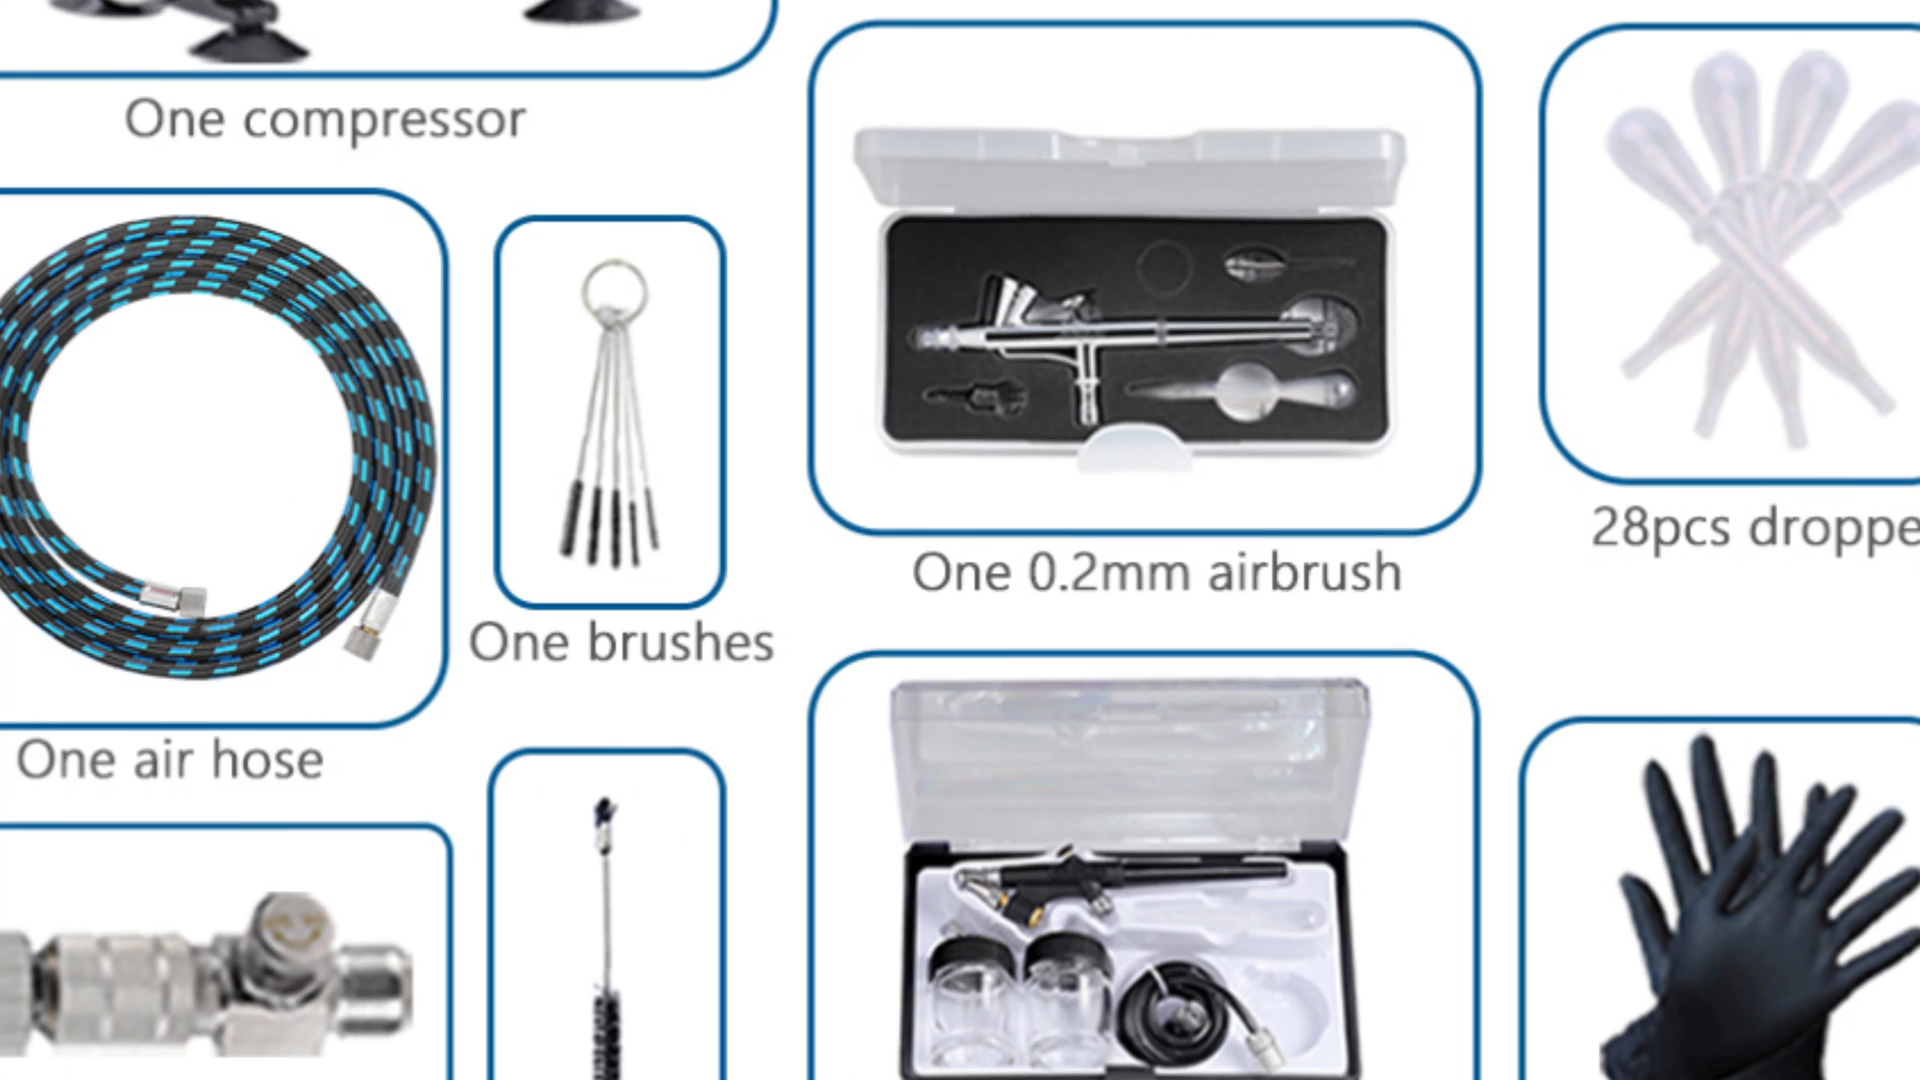 One compressor
One 0.2mm airbrush
28pcs droppe
One brushes
One air hose